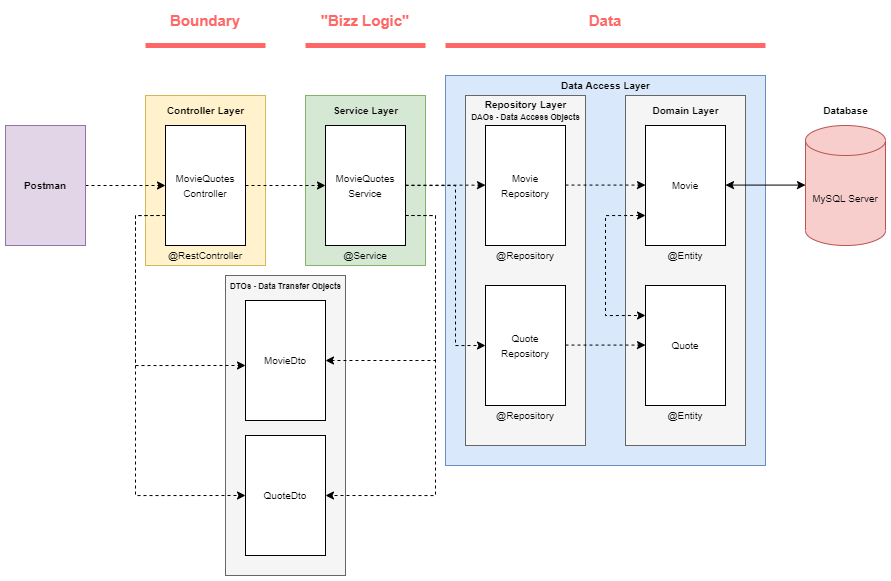 Boundary
"Bizz Logic"
Data
Data Access Layer
Controller Layer
Service Layer
Repository Layer
DAOs - Data Access Objects
Domain Layer
Database
Postman
MovieQuotes
Controller
MovieQuotes
Service
Movie
Repository
Movie
MySQL Server
@RestController
@Service
@Repository
@Entity
DTOs - Data Transfer Objects
MovieDto
Quote
Repository
Quote
@Repository
@Entity
QuoteDto